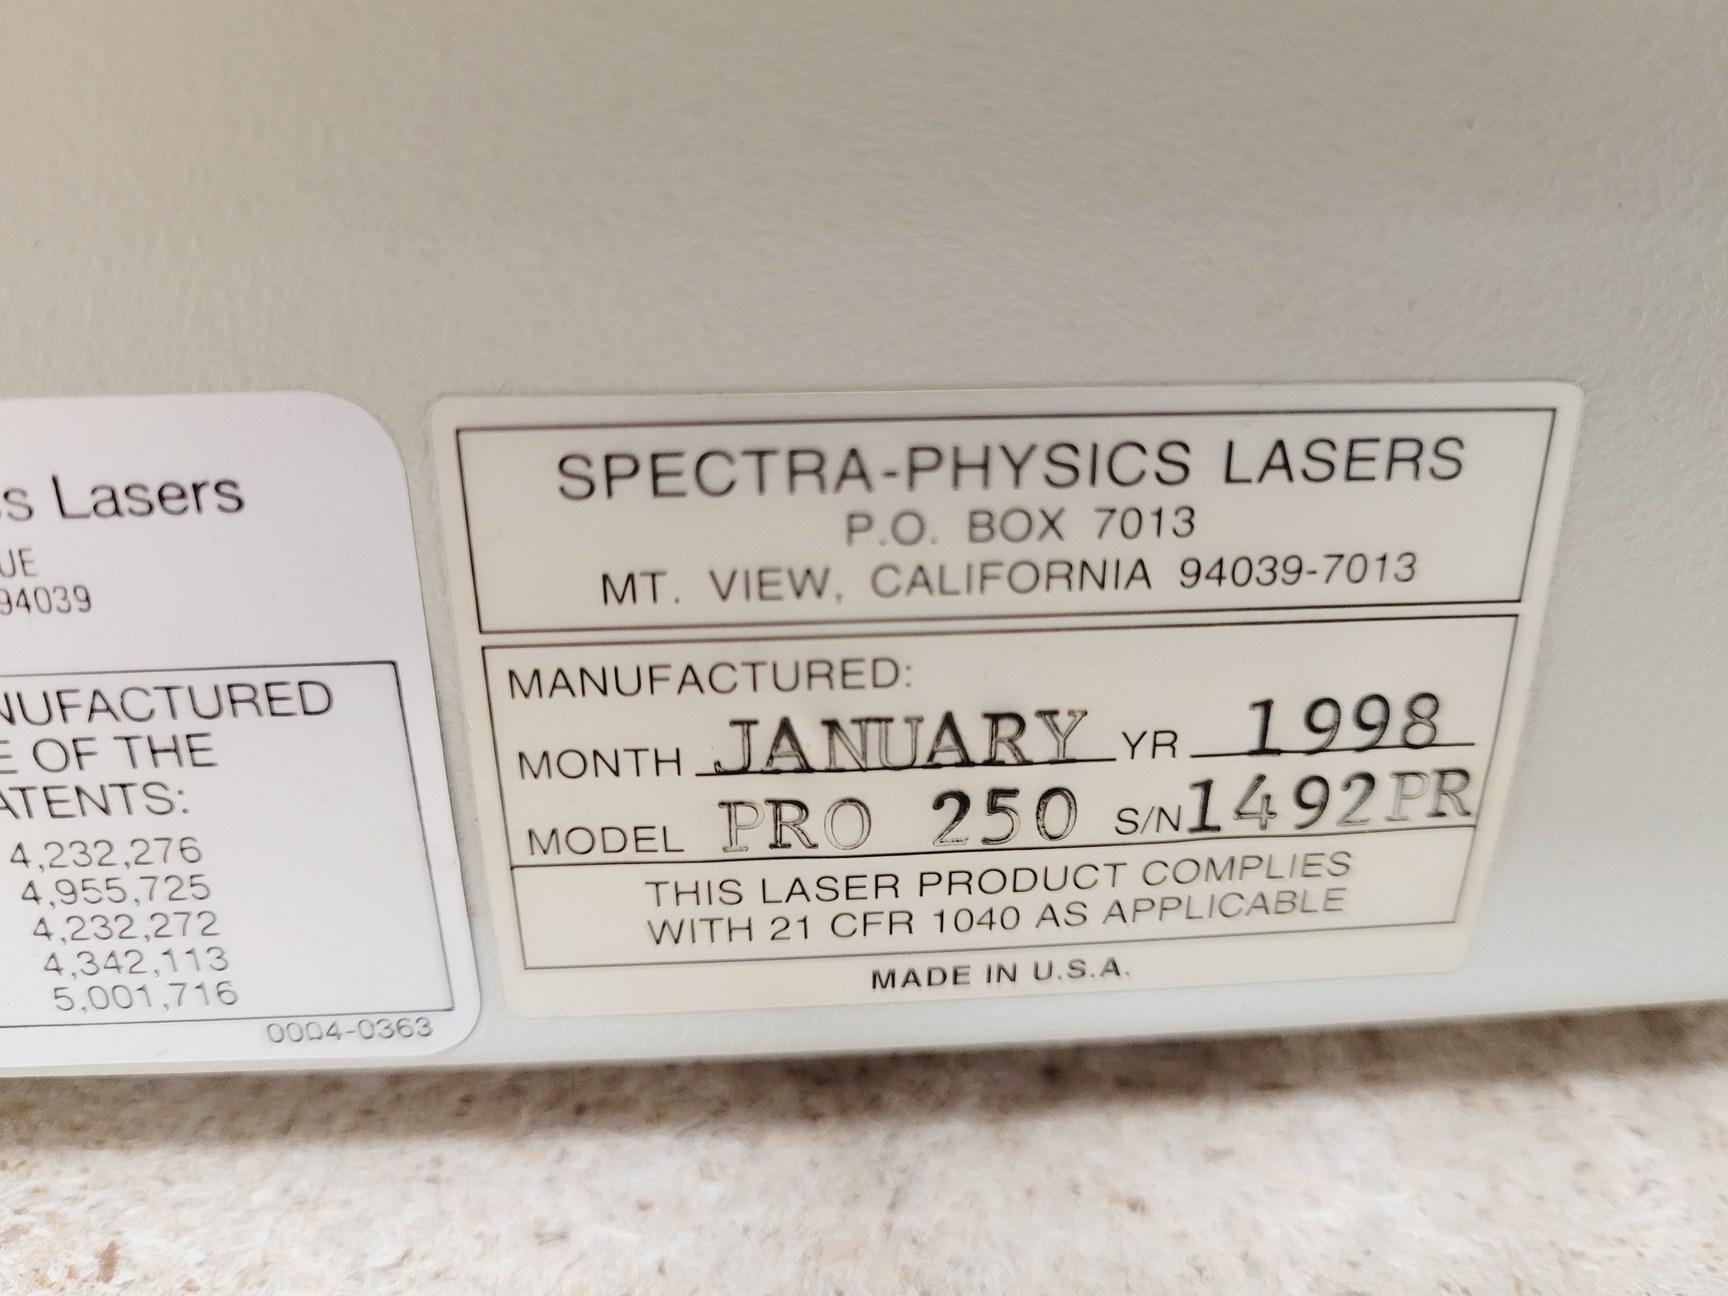 s Lasers
UE
94039
NUFACTURED
E OF THE
ATENTS:
4,232,276
4,955,725
4,232,272
4,342,113
5,001,716
0004-0363
SPECTRA-PHYSICS LASERS
P.O. BOX 7013
MT. VIEW, CALIFORNIA 94039-7013
MANUFACTURED:
MONTH JANUARY YR 1998
MODEL PRO 250 S/N 1492PR
THIS LASER PRODUCT COMPLIES
WITH 21 CFR 1040 AS APPLICABLE
MADE IN U.S.A.